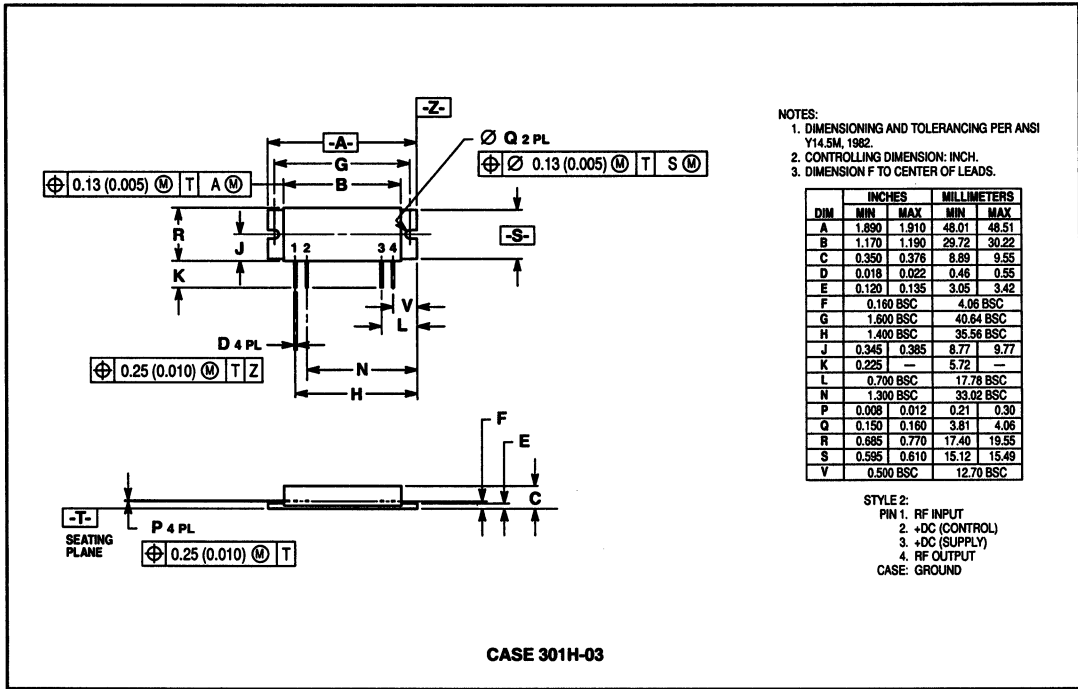 -Z-
-A-
Ø Q 2 PL
G
⌖ Ø 0.13 (0.005) Ⓜ T S Ⓜ
⌖ 0.13 (0.005) Ⓜ T A Ⓜ
B
R
J
-S-
1 2 3 4
K
V
L
D 4 PL
⌖ 0.25 (0.010) Ⓜ T Z
N
H
F
E
C
-T-
SEATING
PLANE
P 4 PL
⌖ 0.25 (0.010) Ⓜ T
NOTES:
1. DIMENSIONING AND TOLERANCING PER ANSI
Y14.5M, 1982.
2. CONTROLLING DIMENSION: INCH.
3. DIMENSION F TO CENTER OF LEADS.
INCHES MILLIMETERS
DIM MIN MAX MIN MAX
A 1.890 1.910 48.01 48.51
B 1.170 1.190 29.72 30.22
C 0.350 0.376 8.89 9.55
D 0.018 0.022 0.46 0.55
E 0.120 0.135 3.05 3.42
F 0.160 BSC 4.06 BSC
G 1.600 BSC 40.64 BSC
H 1.400 BSC 35.56 BSC
J 0.345 0.385 8.77 9.77
K 0.225 — 5.72 —
L 0.700 BSC 17.78 BSC
N 1.300 BSC 33.02 BSC
P 0.008 0.012 0.21 0.30
Q 0.150 0.160 3.81 4.06
R 0.685 0.770 17.40 19.55
S 0.595 0.610 15.12 15.49
V 0.500 BSC 12.70 BSC
STYLE 2:
PIN 1. RF INPUT
2. +DC (CONTROL)
3. +DC (SUPPLY)
4. RF OUTPUT
CASE: GROUND
CASE 301H-03